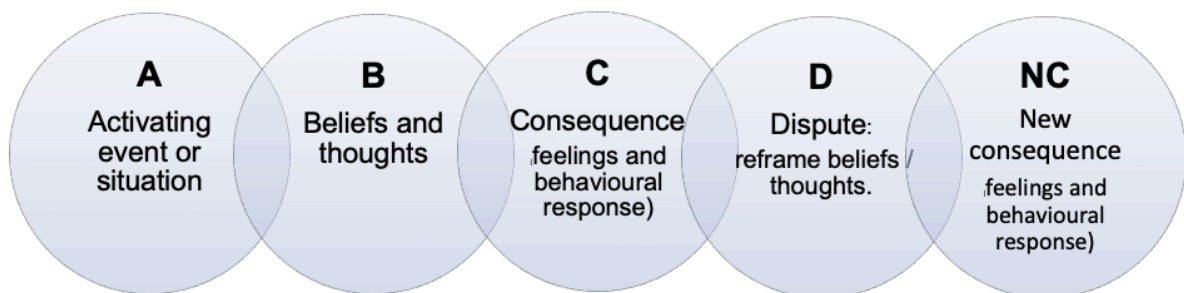 A
Activating
event or
situation
B
Beliefs and
thoughts
C
Consequence
(feelings and
behavioural
response)
D
Dispute:
reframe beliefs /
thoughts.
NC
New
consequence
(feelings and
behavioural
response)